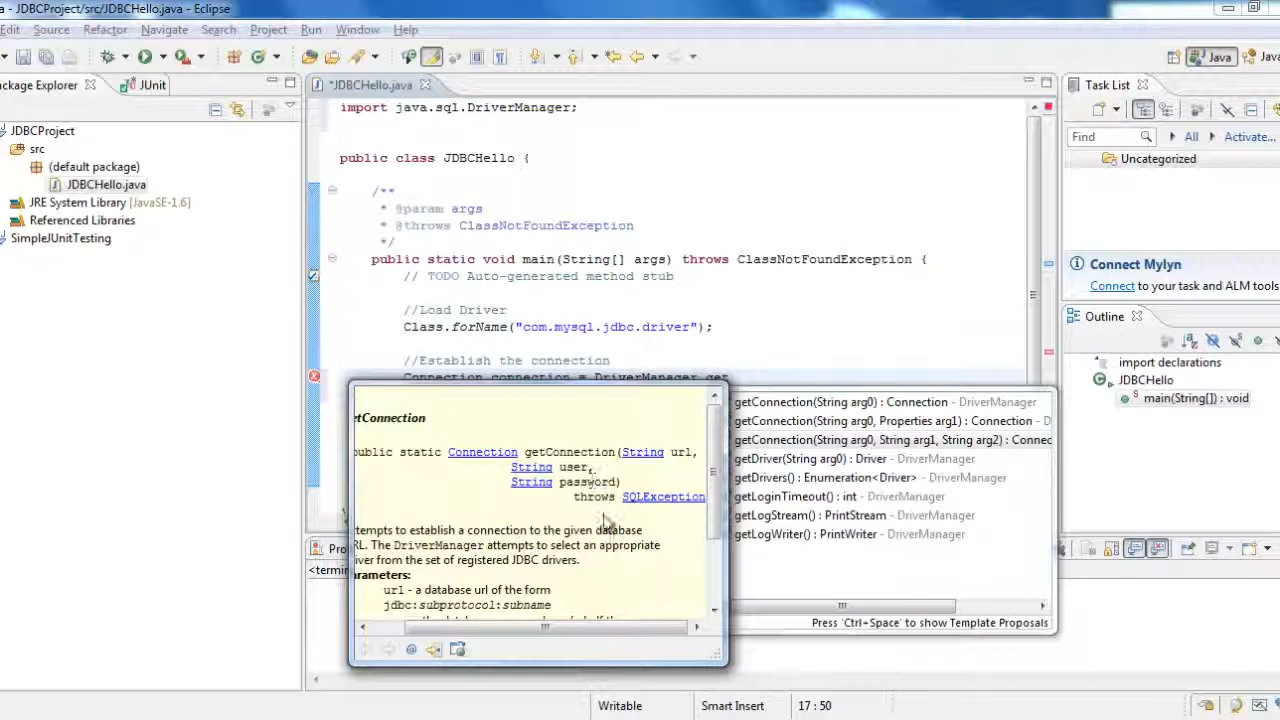 a - JDBCProject/src/JDBCHello.java - Eclipse
Edit Source Refactor Navigate Search Project Run Window Help
Java Java
ackage Explorer JUnit
*JDBCHello.java
Task List
JDBCProject
src
(default package)
JDBCHello.java
JRE System Library [JavaSE-1.6]
Referenced Libraries
SimpleJUnitTesting
import java.sql.DriverManager;
public class JDBCHello {
/**
* @param args
* @throws ClassNotFoundException
*/
public static void main(String[] args) throws ClassNotFoundException {
// TODO Auto-generated method stub
//Load Driver
Class.forName("com.mysql.jdbc.driver");
//Establish the connection
Connection connection = DriverManager.get
Find All Activate...
Uncategorized
Connect Mylyn
Connect to your task and ALM tools
Outline
import declarations
JDBCHello
main(String[]) : void
etConnection
public static Connection getConnection(String url,
String user,
String password)
throws SQLException
ttempts to establish a connection to the given database
RL. The DriverManager attempts to select an appropriate
iver from the set of registered JDBC drivers.
arameters:
url - a database url of the form
jdbc:subprotocol:subname
getConnection(String arg0) : Connection - DriverManager
getConnection(String arg0, Properties arg1) : Connection - D
getConnection(String arg0, String arg1, String arg2) : Connec
getDriver(String arg0) : Driver - DriverManager
getDrivers() : Enumeration<Driver> - DriverManager
getLoginTimeout() : int - DriverManager
getLogStream() : PrintStream - DriverManager
getLogWriter() : PrintWriter - DriverManager
Press 'Ctrl+Space' to show Template Proposals
Pro
<termin
Writable Smart Insert 17 : 50